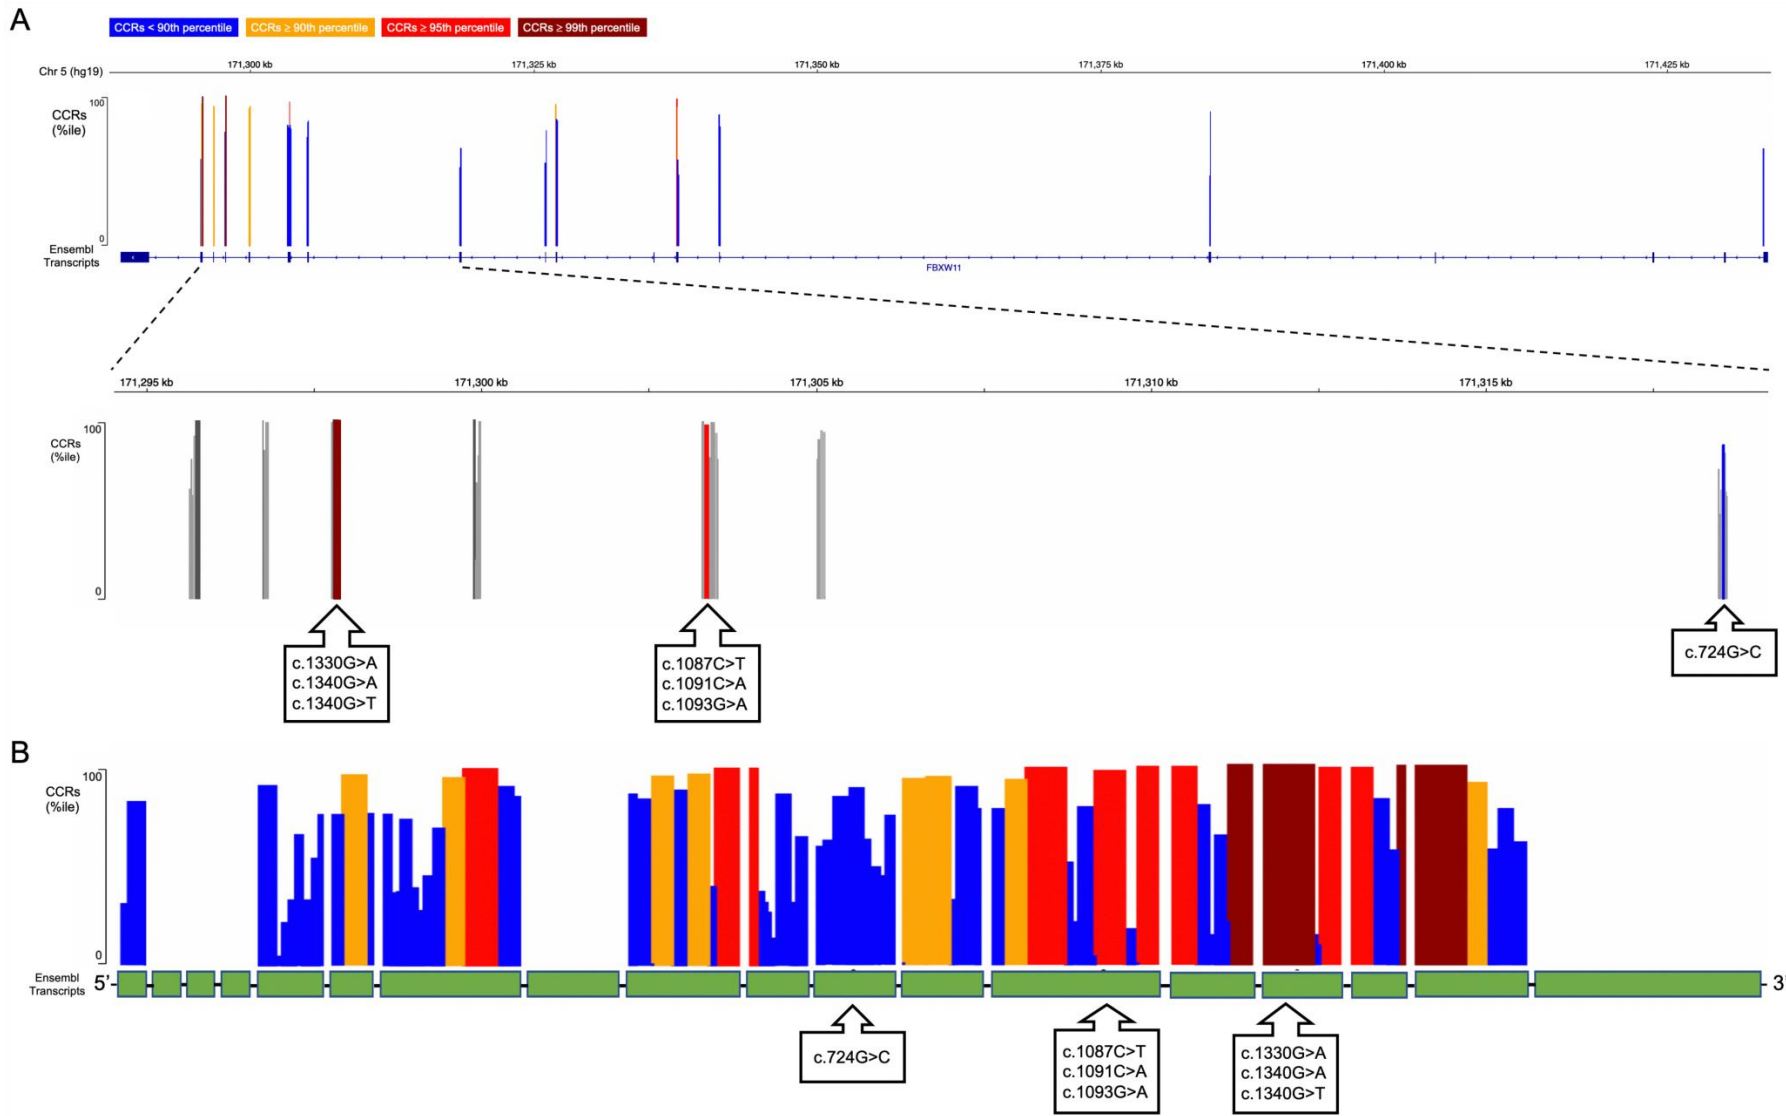 A
CCRs < 90th percentile CCRs ≥ 90th percentile CCRs ≥ 95th percentile CCRs ≥ 99th percentile
Chr 5 (hg19) 171,300 kb 171,325 kb 171,350 kb 171,375 kb 171,400 kb 171,425 kb
100
CCRs
(%ile)
0
Ensembl
Transcripts
FBXW11
171,295 kb 171,300 kb 171,305 kb 171,310 kb 171,315 kb
100
CCRs
(%ile)
0
c.1330G>A
c.1340G>A
c.1340G>T
c.1087C>T
c.1091C>A
c.1093G>A
c.724G>C
B
100
CCRs
(%ile)
0
Ensembl
Transcripts
5' 3'
c.724G>C
c.1087C>T
c.1091C>A
c.1093G>A
c.1330G>A
c.1340G>A
c.1340G>T